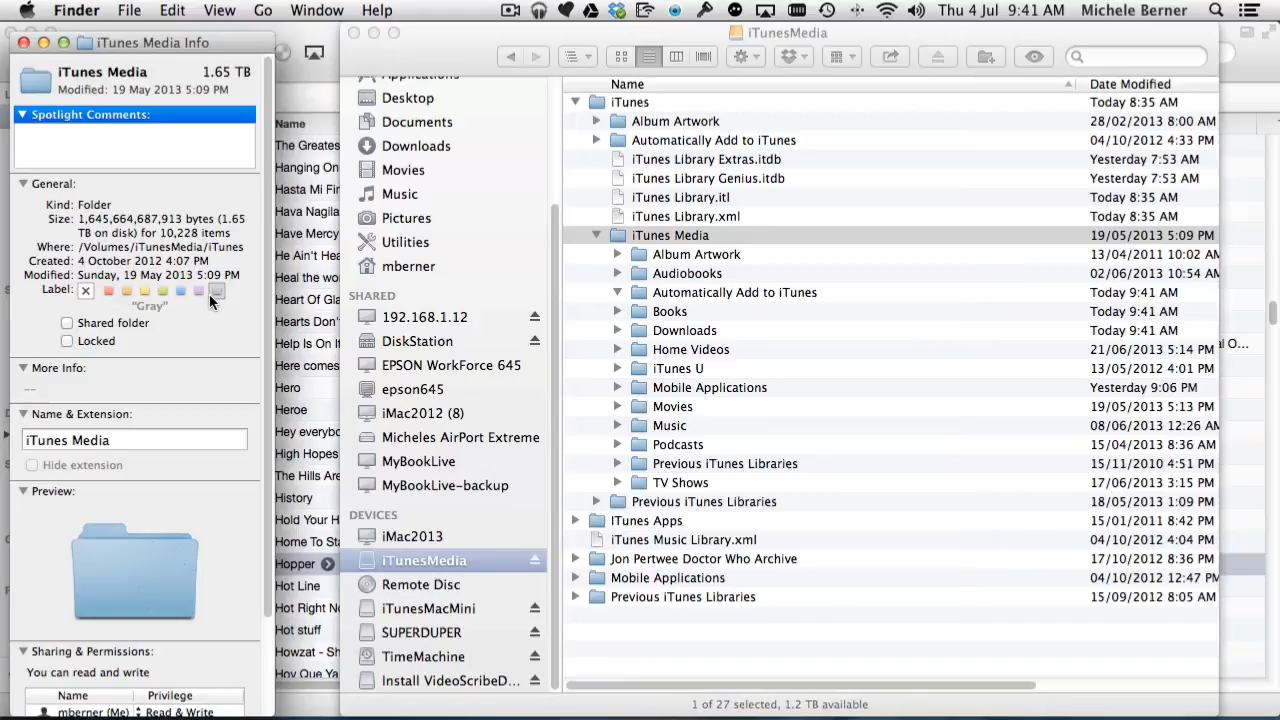 Finder File Edit View Go Window Help Thu 4 Jul 9:41 AM Michele Berner
iTunes Media Info
iTunes Media 1.65 TB
Modified: 19 May 2013 5:09 PM
Spotlight Comments:
General:
Kind: Folder
Size: 1,645,664,687,913 bytes (1.65
TB on disk) for 10,228 items
Where: /Volumes/iTunesMedia/iTunes
Created: 4 October 2012 4:07 PM
Modified: Sunday, 19 May 2013 5:09 PM
Label:
"Gray"
Shared folder
Locked
More Info:
--
Name & Extension:
iTunes Media
Hide extension
Preview:
Sharing & Permissions:
You can read and write
Name Privilege
mberner (Me) Read & Write
Name
The Greates
Hanging On
Hasta Mi Fi
Hava Nagila
Have Mercy
He Ain't Hea
Heal the wo
Heart Of Gla
Hearts Don'
Help Is On I
Here comes
Hero
Heroe
Hey everybo
High Hopes
The Hills Are
History
Hold Your H
Home To Sta
Hopper
Hot Line
Hot Right No
Hot stuff
Howzat - Sh
Hoy Que Ya
iTunesMedia
Applications
Desktop
Documents
Downloads
Movies
Music
Pictures
Utilities
mberner
SHARED
192.168.1.12
DiskStation
EPSON WorkForce 645
epson645
iMac2012 (8)
Micheles AirPort Extreme
MyBookLive
MyBookLive-backup
DEVICES
iMac2013
iTunesMedia
Remote Disc
iTunesMacMini
SUPERDUPER
TimeMachine
Install VideoScribeD...
Name Date Modified
iTunes Today 8:35 AM
Album Artwork 28/02/2013 8:00 AM
Automatically Add to iTunes 04/10/2012 4:33 PM
iTunes Library Extras.itdb Yesterday 7:53 AM
iTunes Library Genius.itdb Yesterday 7:53 AM
iTunes Library.itl Today 8:35 AM
iTunes Library.xml Today 8:35 AM
iTunes Media 19/05/2013 5:09 PM
Album Artwork 13/04/2011 10:02 AM
Audiobooks 02/06/2013 10:54 AM
Automatically Add to iTunes Today 9:41 AM
Books Today 9:41 AM
Downloads Today 9:41 AM
Home Videos 21/06/2013 5:14 PM
iTunes U 13/05/2012 6:01 PM
Mobile Applications Yesterday 9:06 PM
Movies 19/05/2013 5:13 PM
Music 08/06/2013 12:26 AM
Podcasts 15/04/2013 8:36 AM
Previous iTunes Libraries 15/11/2010 4:51 PM
TV Shows 17/06/2013 3:15 PM
Previous iTunes Libraries 18/05/2013 1:09 PM
ITunes Apps 15/01/2011 8:42 PM
iTunes Music Library.xml 04/10/2012 4:04 PM
Jon Pertwee Doctor Who Archive 17/10/2012 8:36 PM
Mobile Applications 04/10/2012 12:47 PM
Previous iTunes Libraries 15/09/2012 8:05 AM
1 of 27 selected, 1.2 TB available
al O...